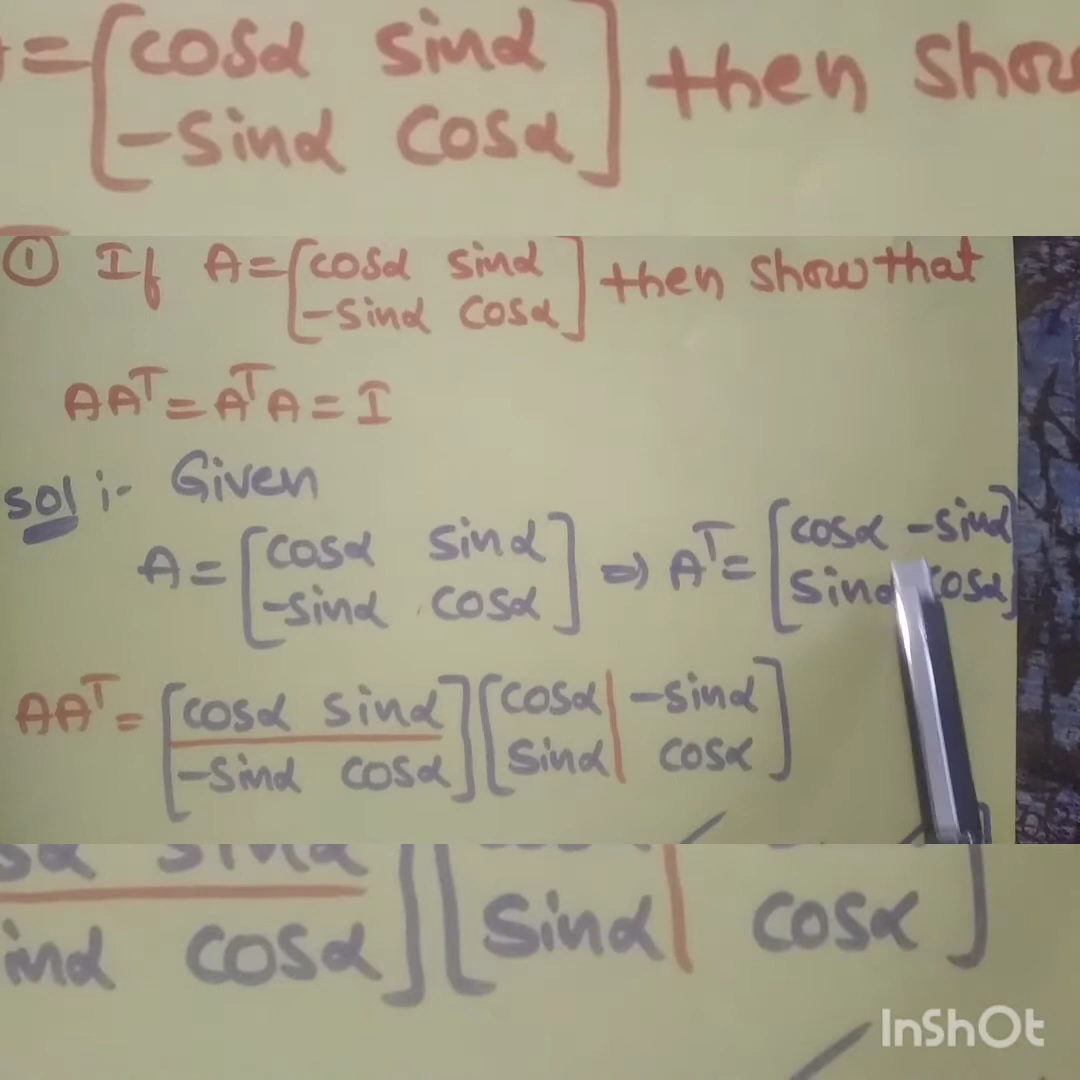 = [cosα sinα
-sinα cosα] then show
① If A = [cosα sinα
-sinα cosα] then show that
AAᵀ = AᵀA = I
Sol :- Given
A = [cosα sinα
-sinα cosα] ⇒ Aᵀ = [cosα -sinα
sinα cosα]
AAᵀ = [cosα sinα
-sinα cosα] [cosα | -sinα
sinα | cosα]
sinα
cosα] [sinα | cosα]
InShOt